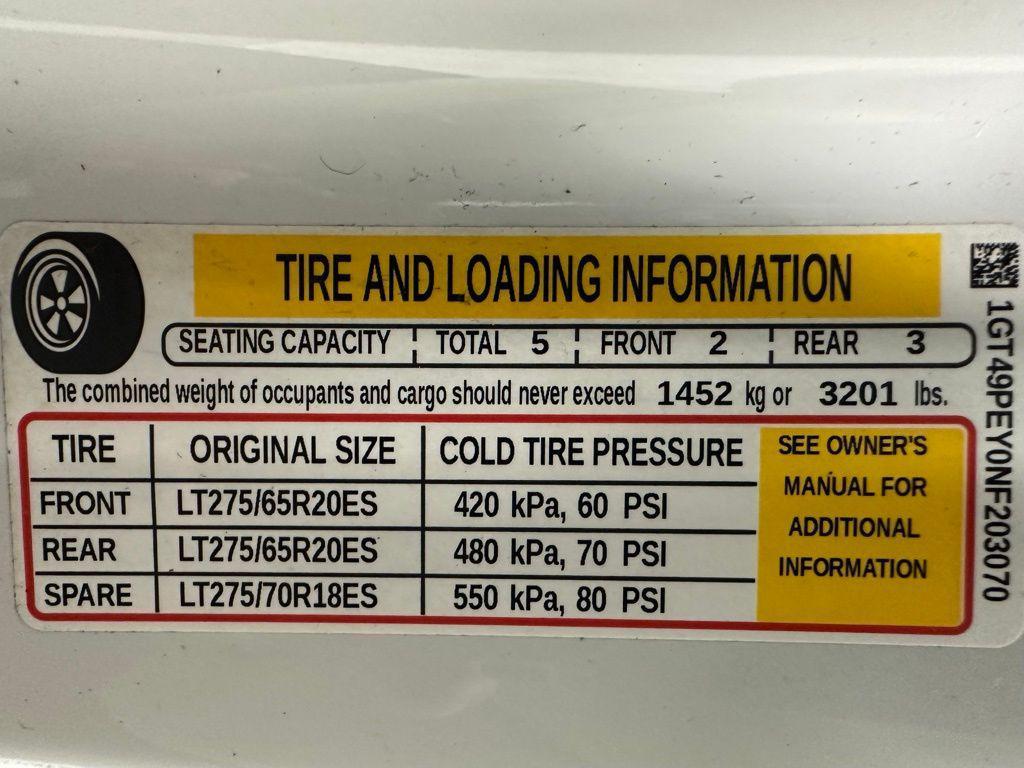 TIRE AND LOADING INFORMATION
SEATING CAPACITY TOTAL 5 FRONT 2 REAR 3
The combined weight of occupants and cargo should never exceed 1452 kg or 3201 lbs.
TIRE ORIGINAL SIZE COLD TIRE PRESSURE
FRONT LT275/65R20ES 420 kPa, 60 PSI
REAR LT275/65R20ES 480 kPa, 70 PSI
SPARE LT275/70R18ES 550 kPa, 80 PSI
SEE OWNER'S
MANUAL FOR
ADDITIONAL
INFORMATION
1GT49PEY0NF203070